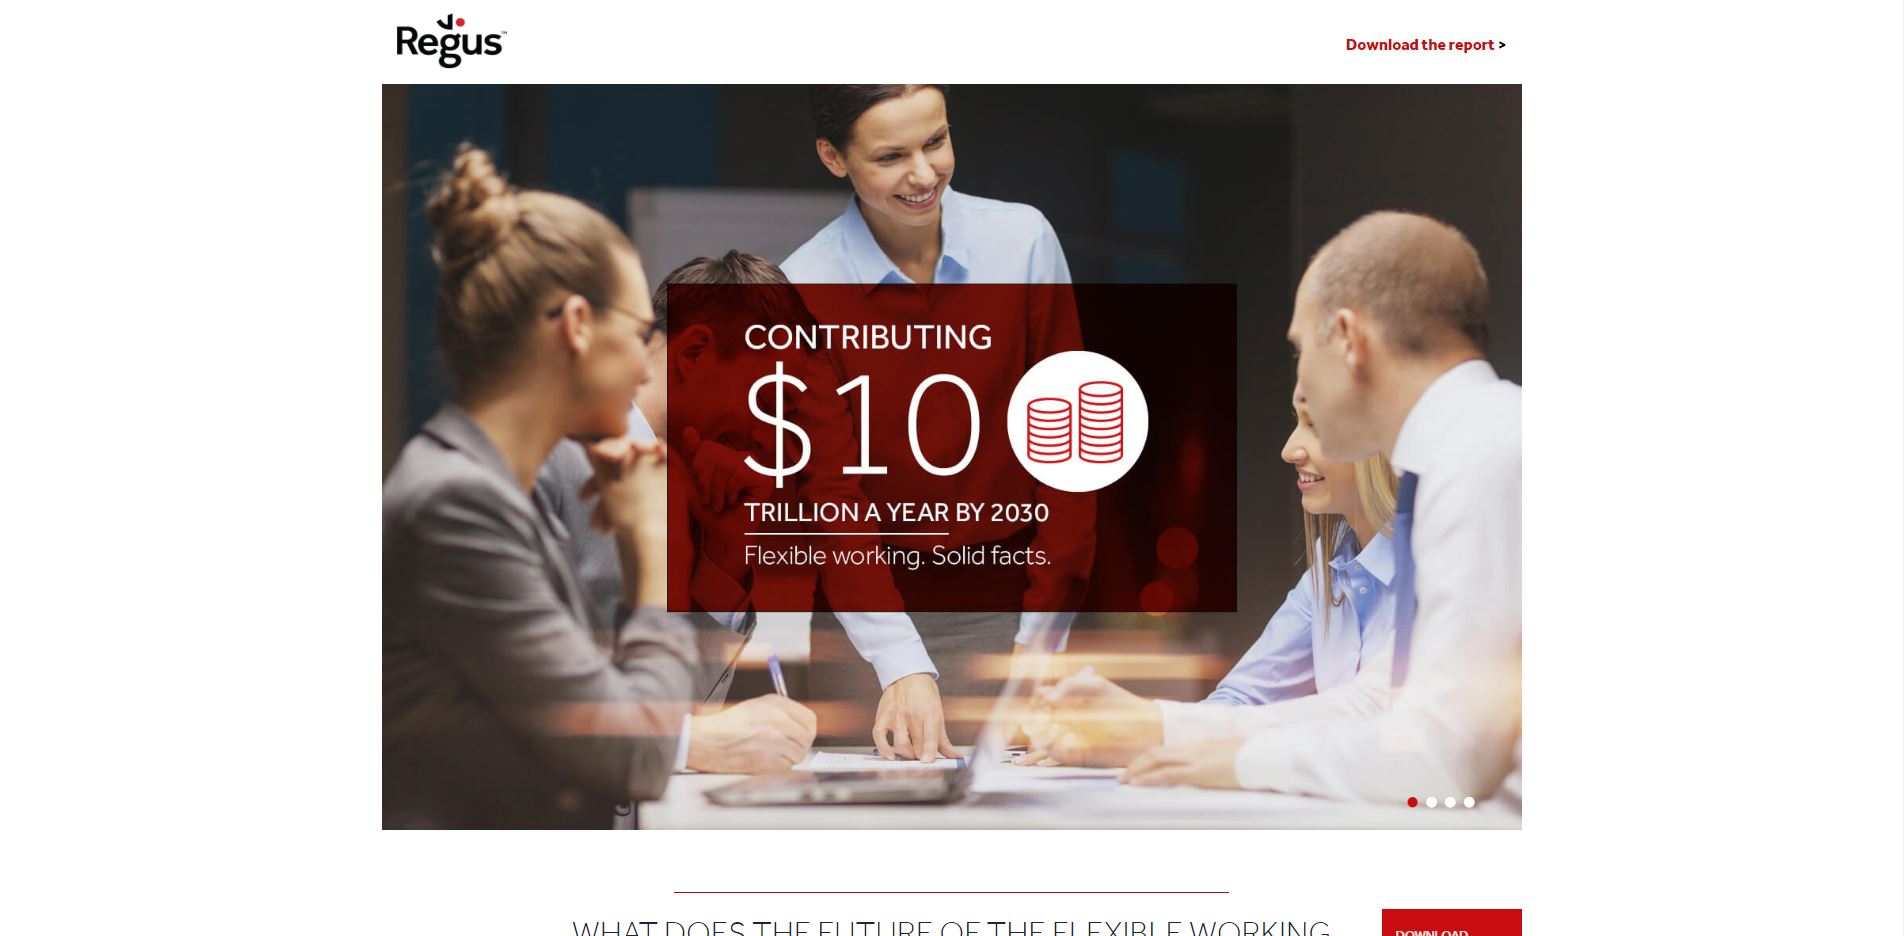 Regus™
Download the report >
CONTRIBUTING
$10
TRILLION A YEAR BY 2030
Flexible working. Solid facts.
WHAT DOES THE FUTURE OF THE FLEXIBLE WORKING
DOWNLOAD